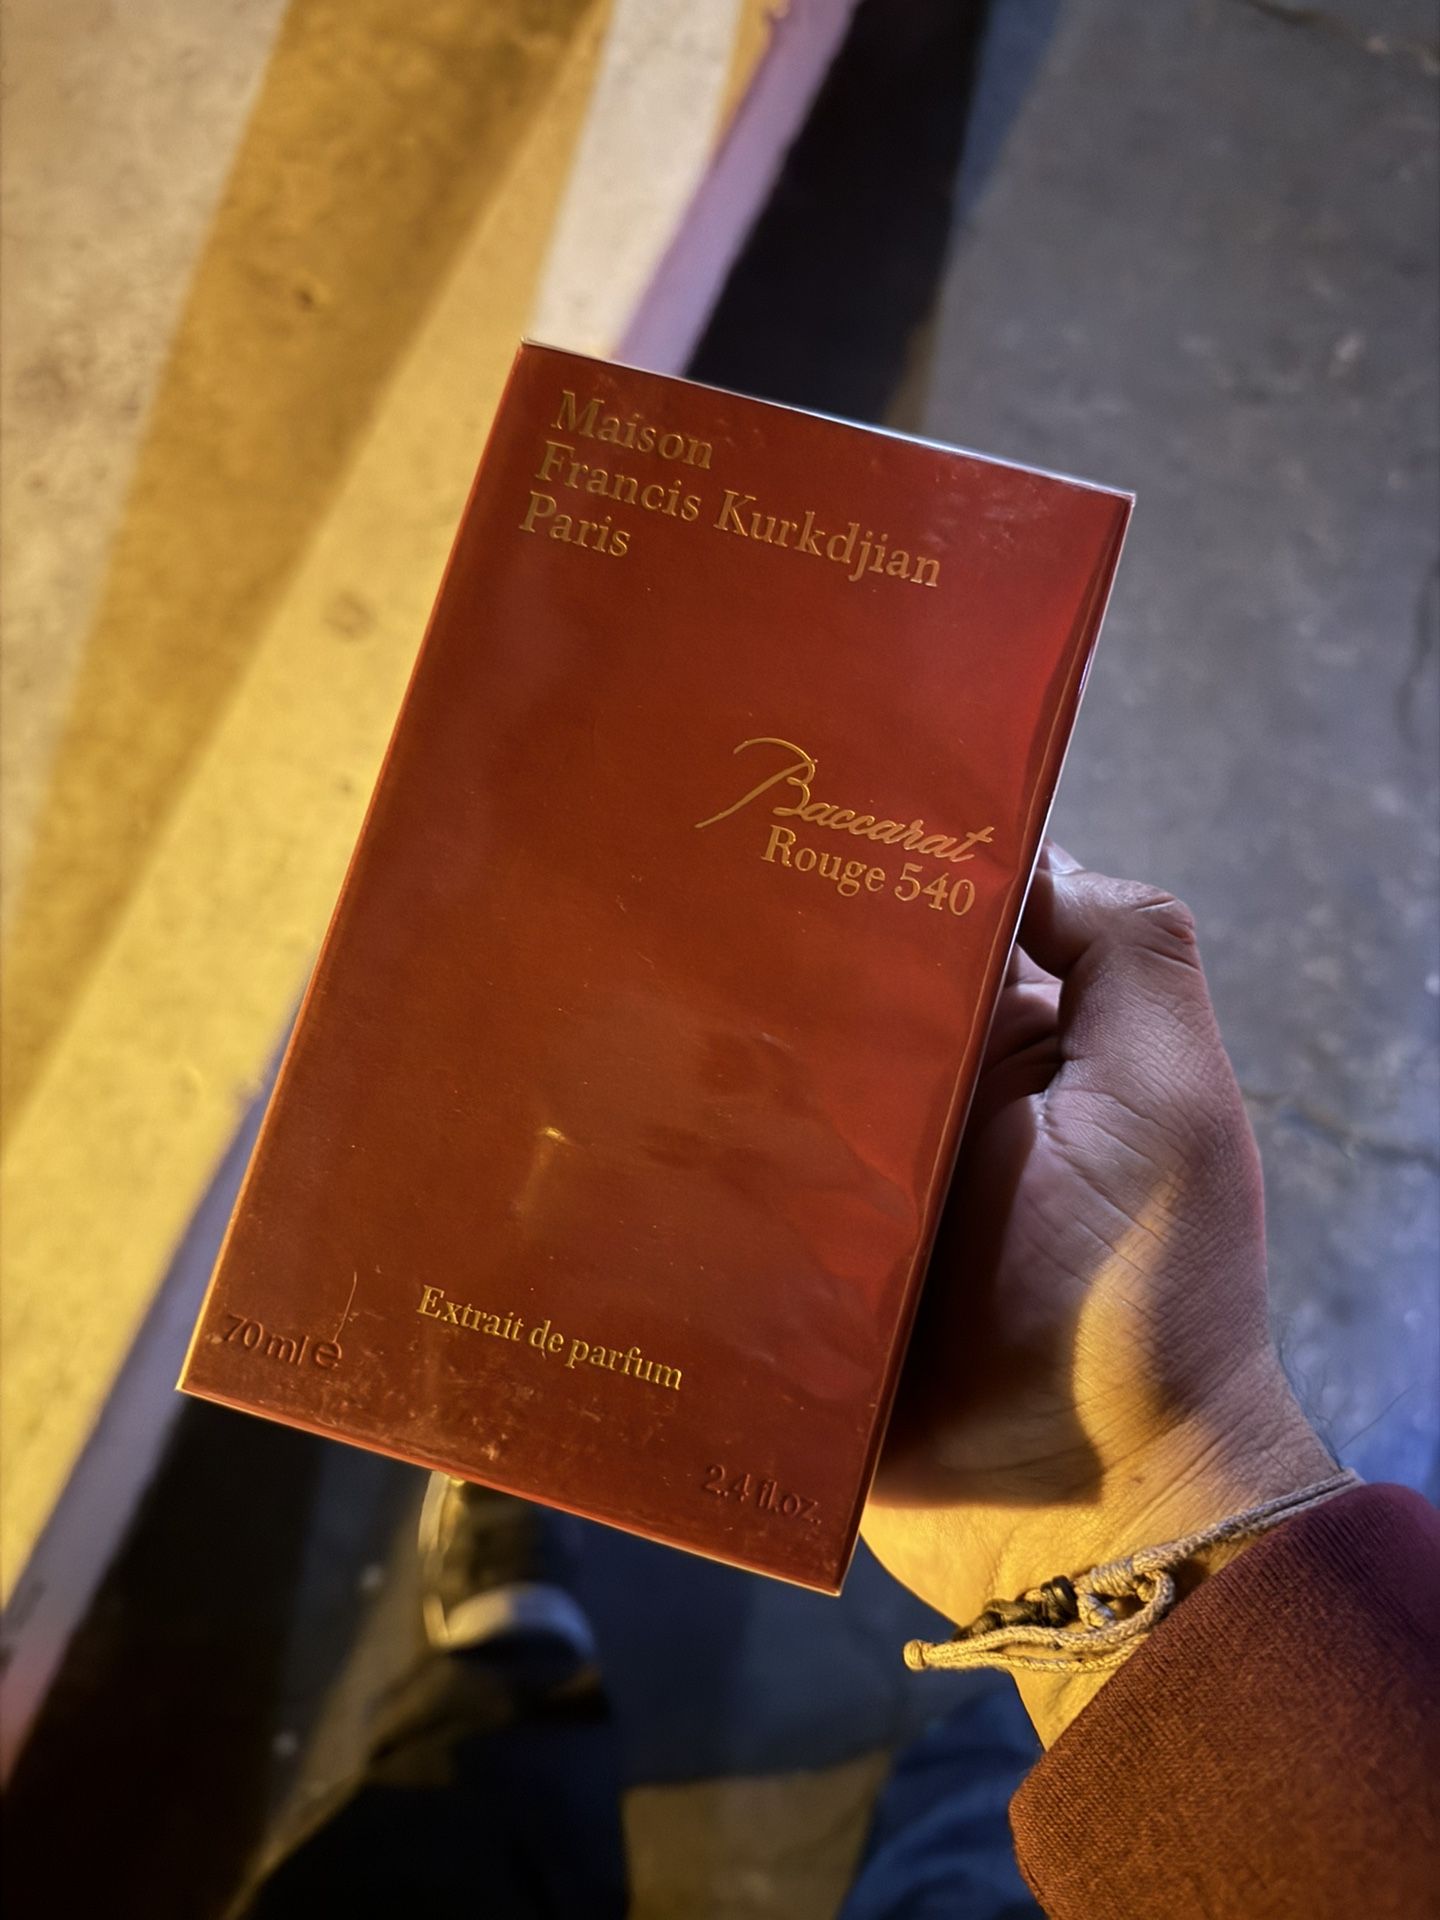 Maison
Francis Kurkdjian
Paris
Baccarat
Rouge 540
Extrait de parfum
70 ml e
2.4 fl.oz.